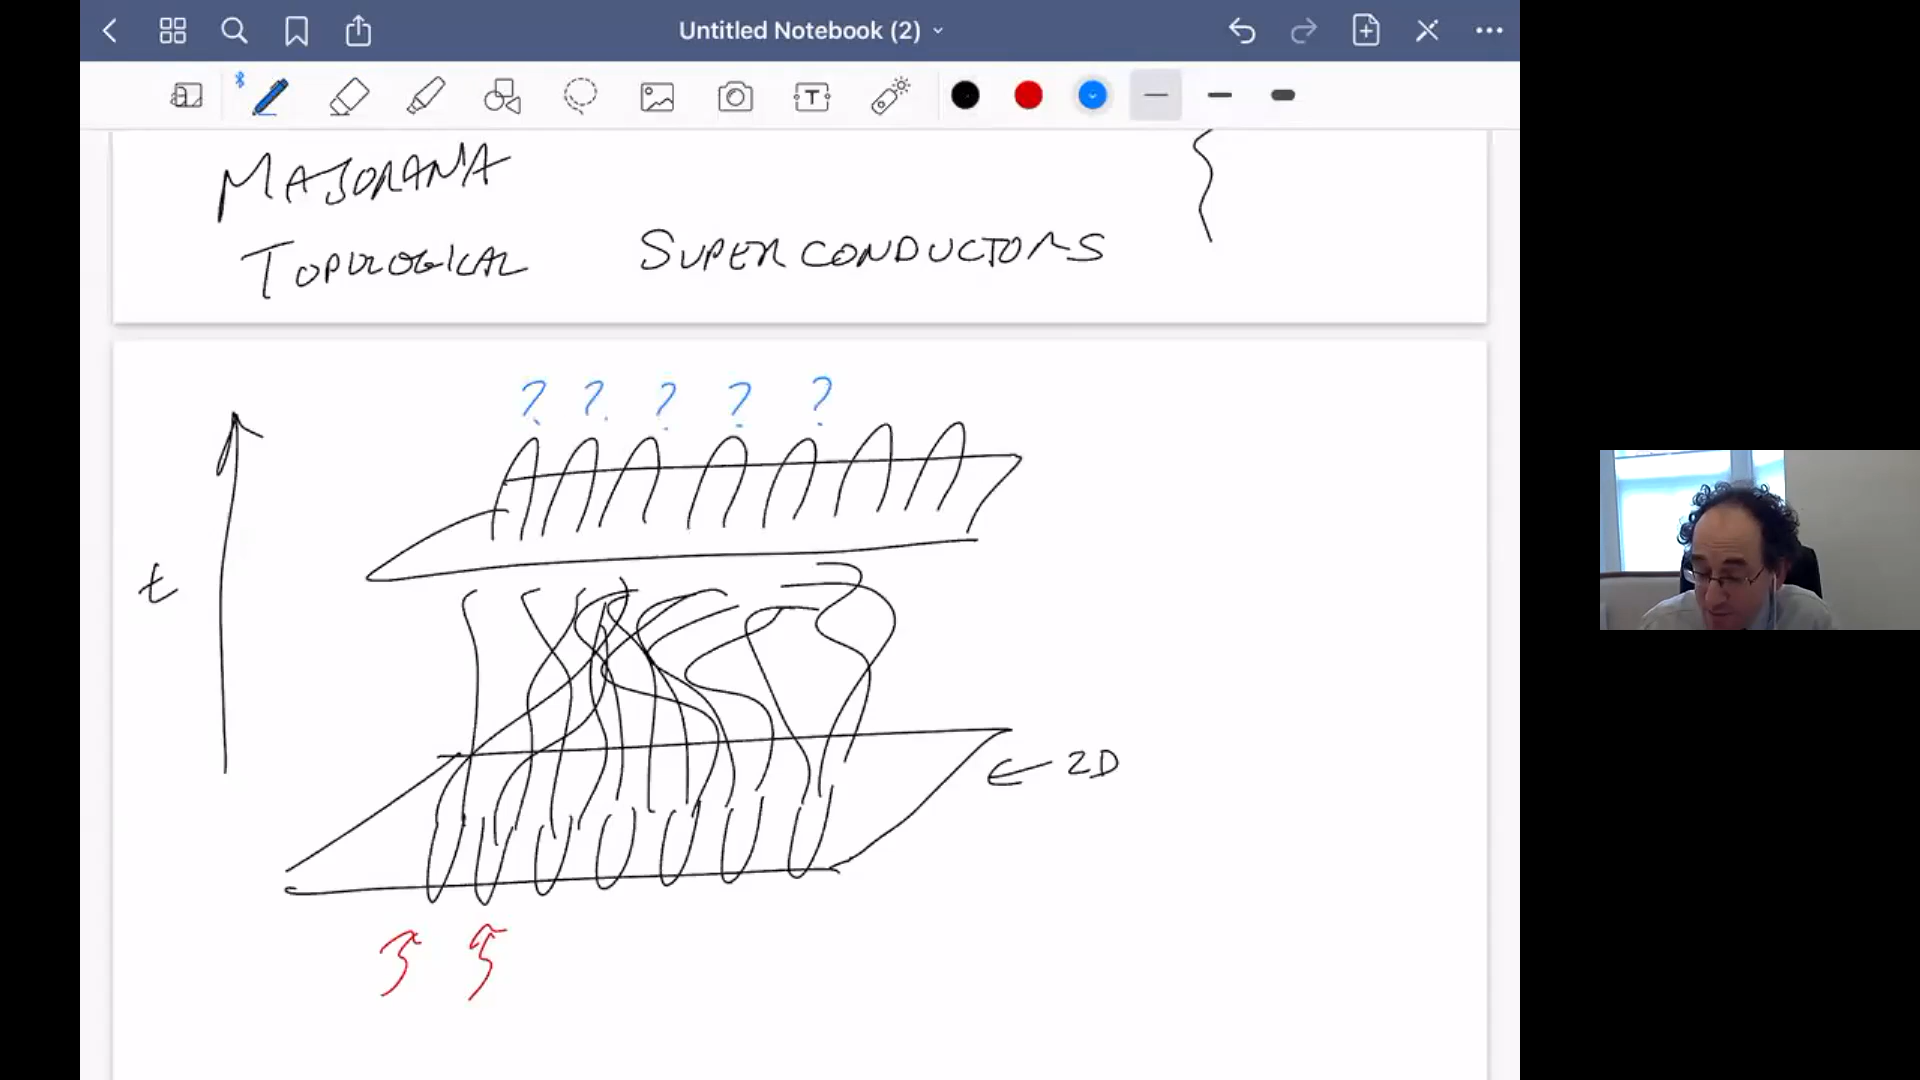 Untitled Notebook (2)
T
MAJORANA
TOPOLOGICAL SUPERCONDUCTORS
? ? ? ? ?
t
← 2D